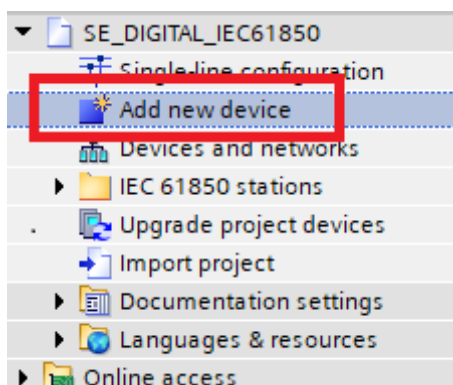 SE_DIGITAL_IEC61850
Single-line configuration
Add new device
Devices and networks
IEC 61850 stations
Upgrade project devices
Import project
Documentation settings
Languages & resources
Online access